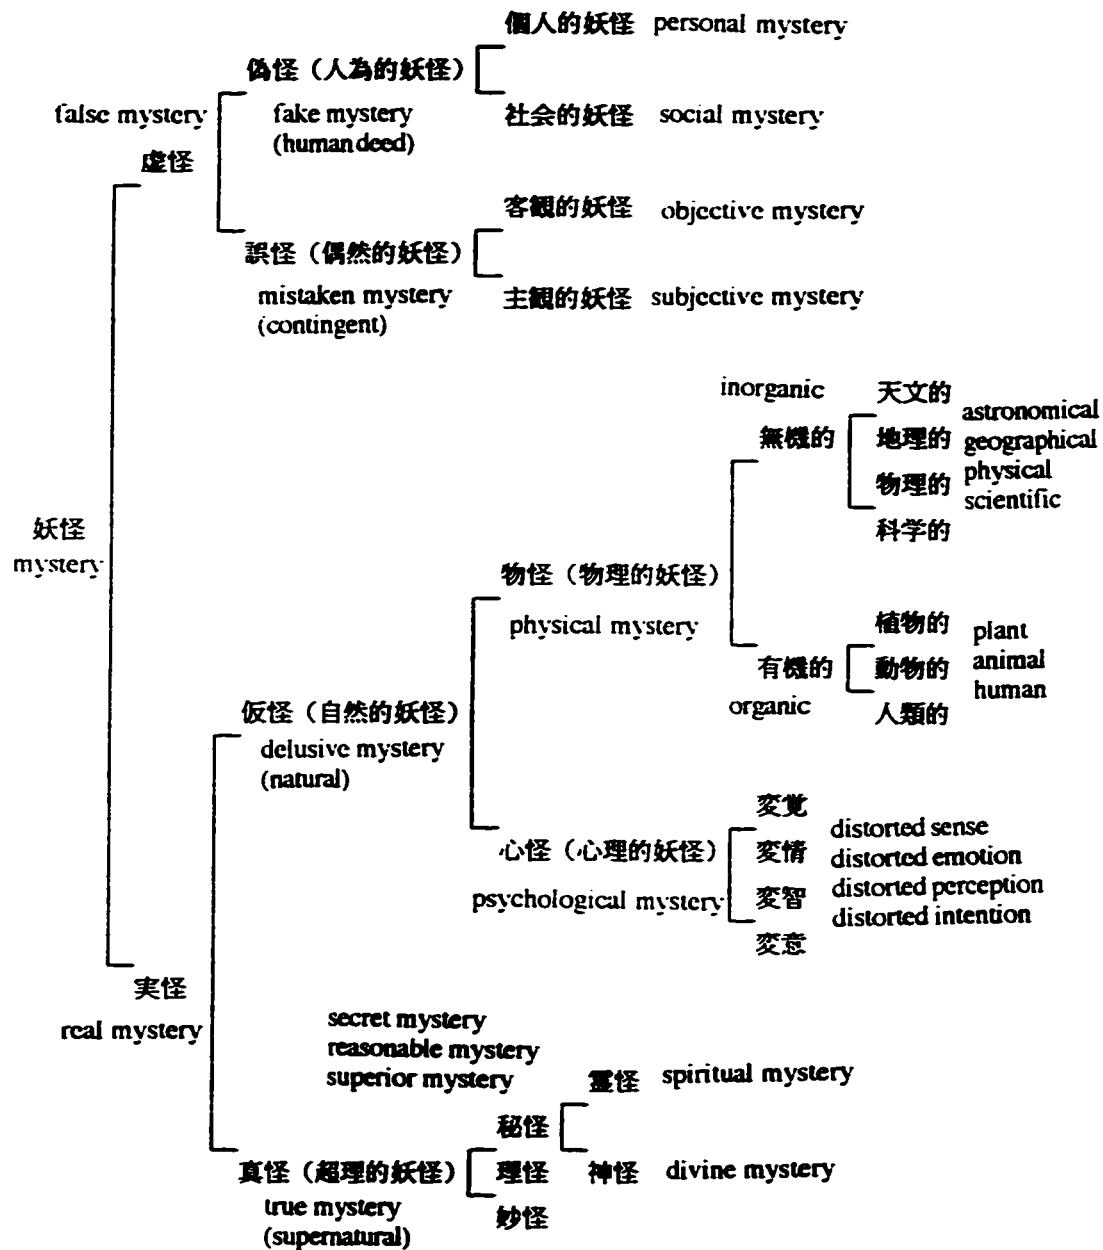 個人的妖怪 personal mystery
偽怪（人為的妖怪）
false mystery
fake mystery
(human deed)
社会的妖怪 social mystery
虚怪
客観的妖怪 objective mystery
誤怪（偶然的妖怪）
mistaken mystery
(contingent)
主観的妖怪 subjective mystery
inorganic
天文的
astronomical
無機的
地理的
geographical
物理的
physical
scientific
科学的
妖怪
mystery
物怪（物理的妖怪）
physical mystery
植物的
plant
有機的
動物的
animal
human
organic
人類的
仮怪（自然的妖怪）
delusive mystery
(natural)
変覚
distorted sense
心怪（心理的妖怪）
変情
distorted emotion
psychological mystery
変智
distorted perception
distorted intention
変意
実怪
real mystery
secret mystery
reasonable mystery
superior mystery
霊怪 spiritual mystery
秘怪
真怪（超理的妖怪）
理怪
神怪 divine mystery
true mystery
(supernatural)
妙怪